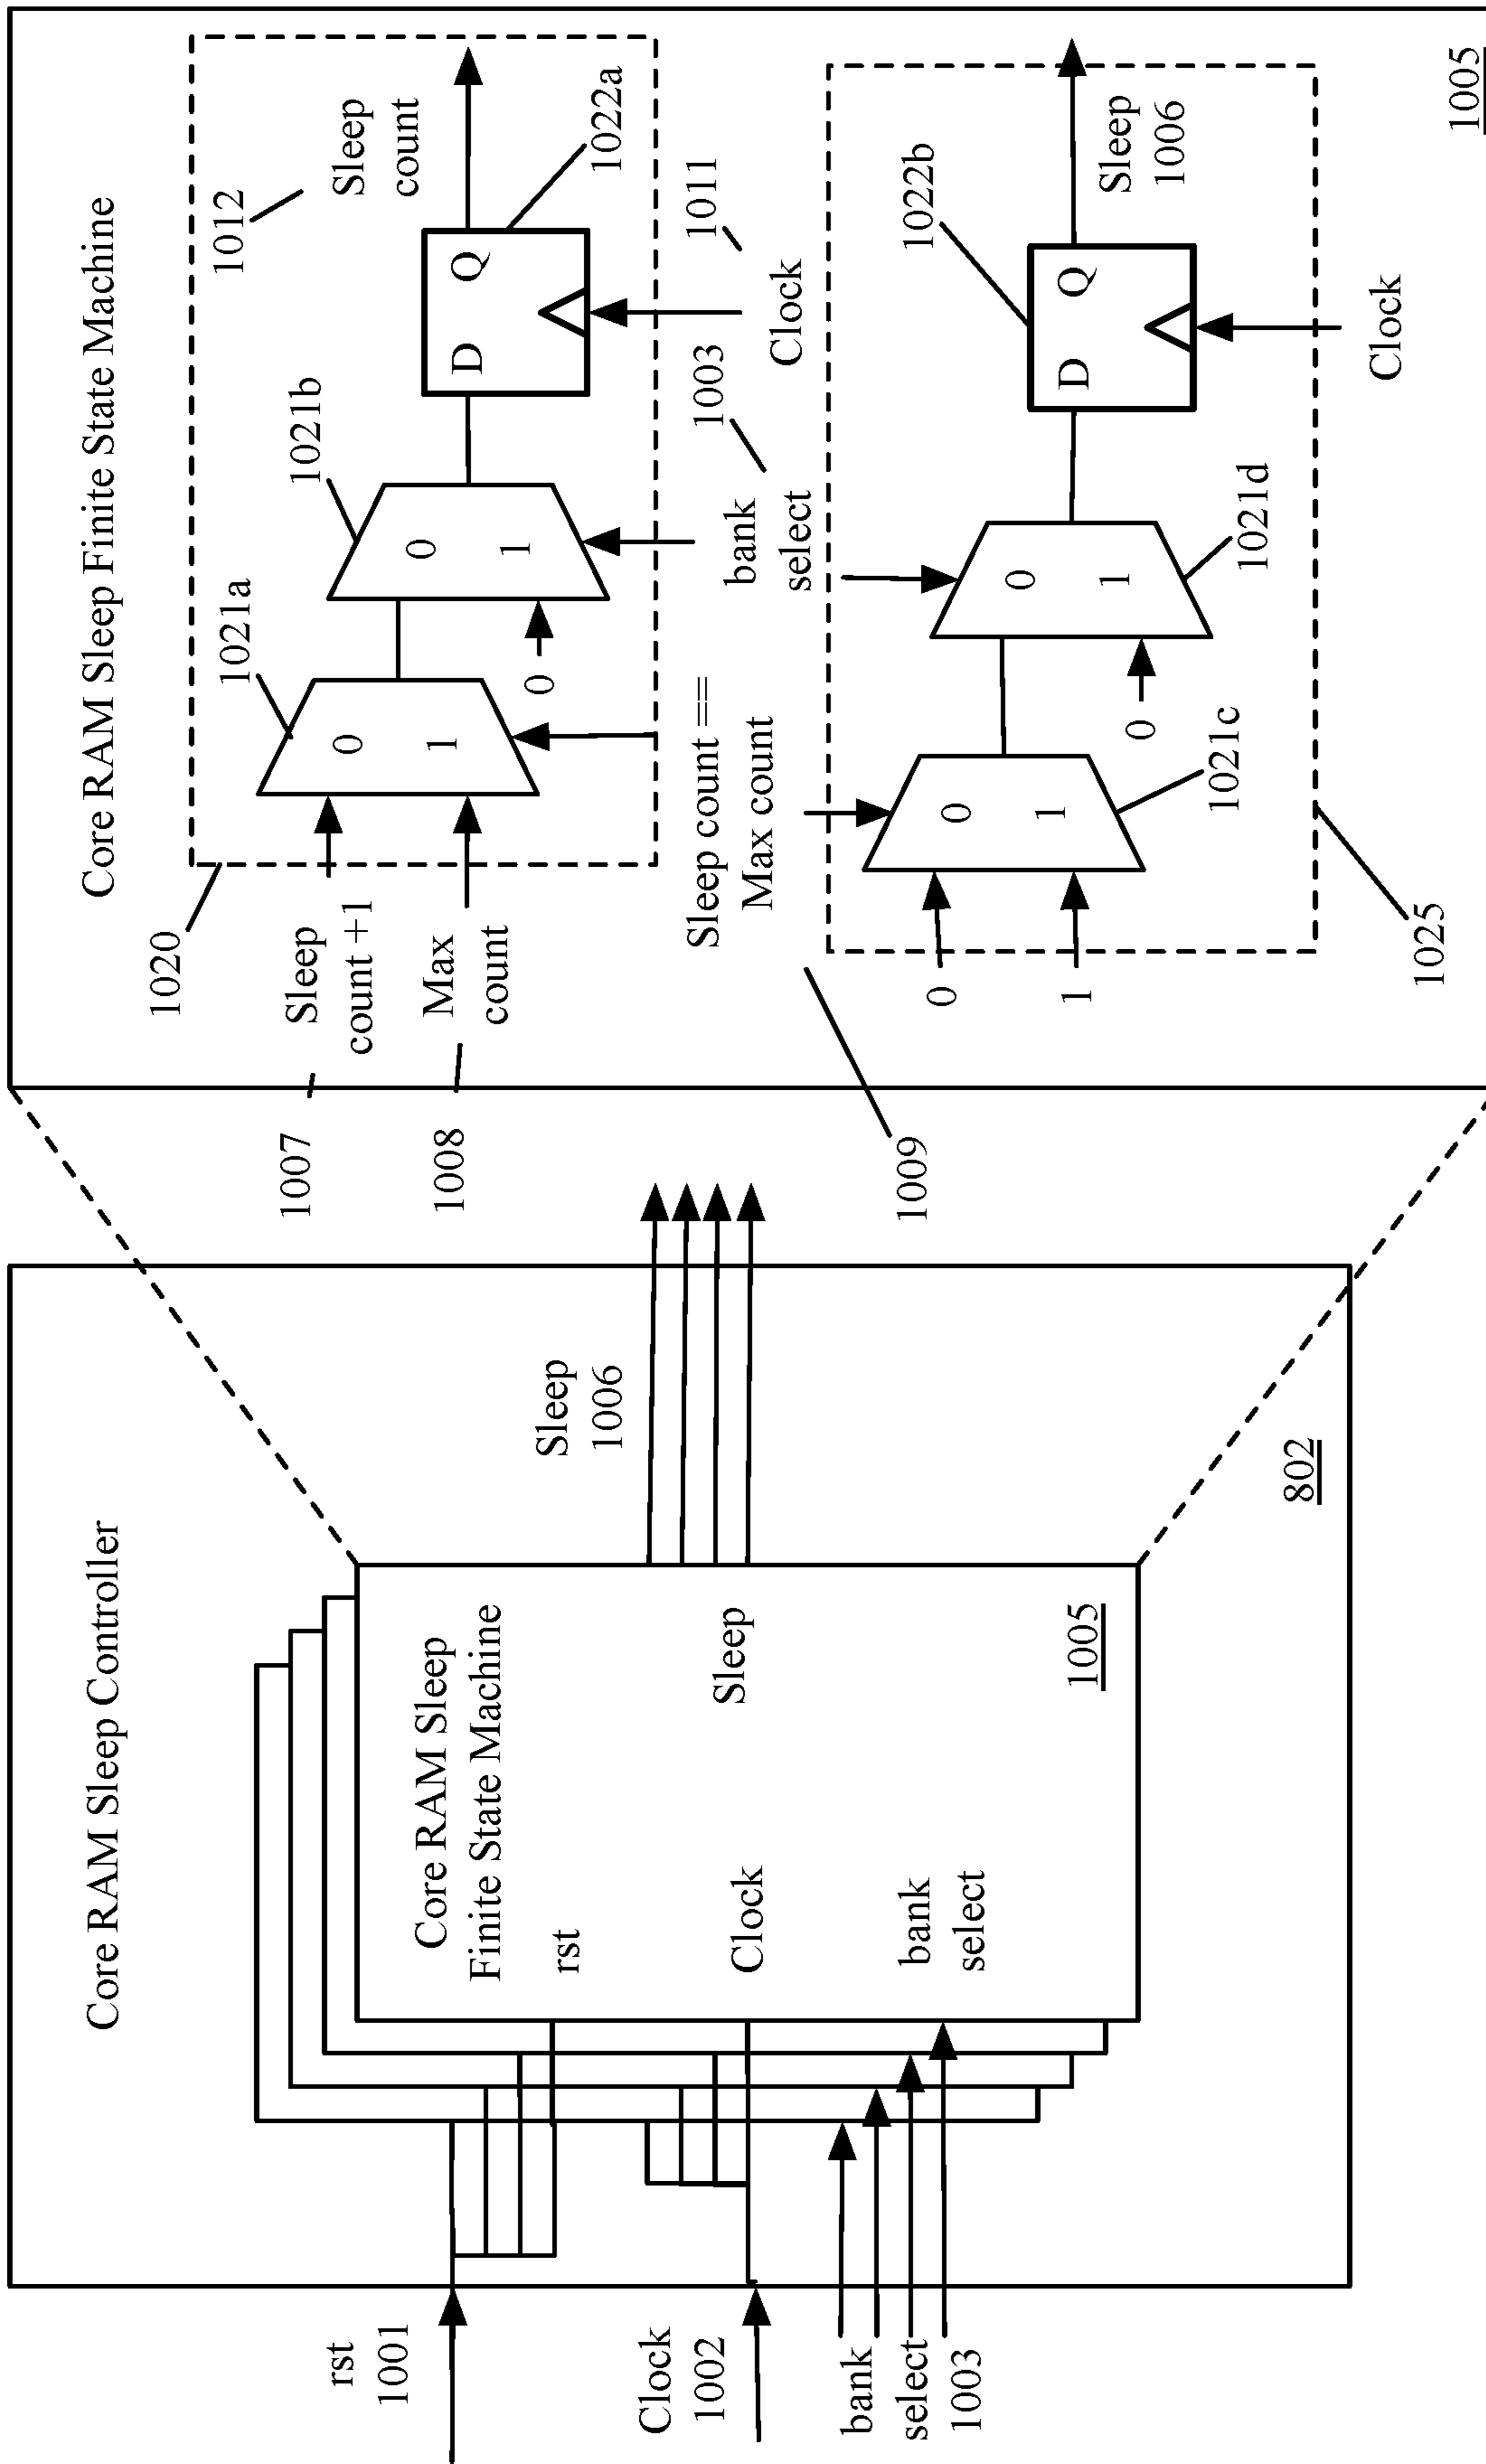 Core RAM Sleep Controller
rst
1001
Clock
1002
bank
select
1003
Core RAM Sleep
Finite State Machine
rst
Clock
bank
select
Sleep
1005
Sleep
1006
802
Core RAM Sleep Finite State Machine
1020
1007
Sleep
count +1
1008
Max
count
1021a
0
1
0
1021b
0
1
D
Q
1012
Sleep
count
1022a
Clock
1011
bank
select
1003
Sleep count ==
Max count
1009
0
1
0
1
1021c
0
0
1
1021d
D
Q
1022b
Sleep
1006
Clock
1025
1005